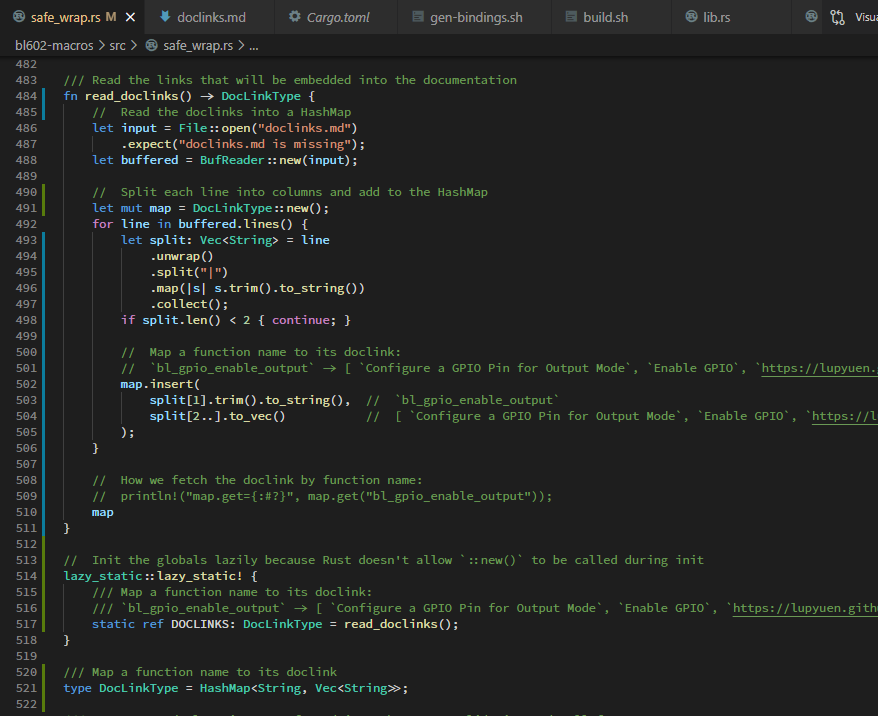 safe_wrap.rs M × doclinks.md Cargo.toml gen-bindings.sh build.sh lib.rs
bl602-macros > src > safe_wrap.rs > ...
482
483 /// Read the links that will be embedded into the documentation
484 fn read_doclinks() -> DocLinkType {
485 //  Read the doclinks into a HashMap
486 let input = File::open("doclinks.md")
487 .expect("doclinks.md is missing");
488 let buffered = BufReader::new(input);
489
490 //  Split each line into columns and add to the HashMap
491 let mut map = DocLinkType::new();
492 for line in buffered.lines() {
493 let split: Vec<String> = line
494 .unwrap()
495 .split("|")
496 .map(|s| s.trim().to_string())
497 .collect();
498 if split.len() < 2 { continue; }
499
500 //  Map a function name to its doclink:
501 //  `bl_gpio_enable_output` -> [ `Configure a GPIO Pin for Output Mode`, `Enable GPIO`, `https://lupyuen.
502 map.insert(
503 split[1].trim().to_string(),  //  `bl_gpio_enable_output`
504 split[2..].to_vec()           //  [ `Configure a GPIO Pin for Output Mode`, `Enable GPIO`, `https://l
505 );
506 }
507
508 //  How we fetch the doclink by function name:
509 //  println!("map.get={:#?}", map.get("bl_gpio_enable_output"));
510 map
511 }
512
513 //  Init the globals lazily because Rust doesn't allow `::new()` to be called during init
514 lazy_static::lazy_static! {
515 /// Map a function name to its doclink:
516 /// `bl_gpio_enable_output` -> [ `Configure a GPIO Pin for Output Mode`, `Enable GPIO`, `https://lupyuen.gith
517 static ref DOCLINKS: DocLinkType = read_doclinks();
518 }
519
520 /// Map a function name to its doclink
521 type DocLinkType = HashMap<String, Vec<String>>;
522